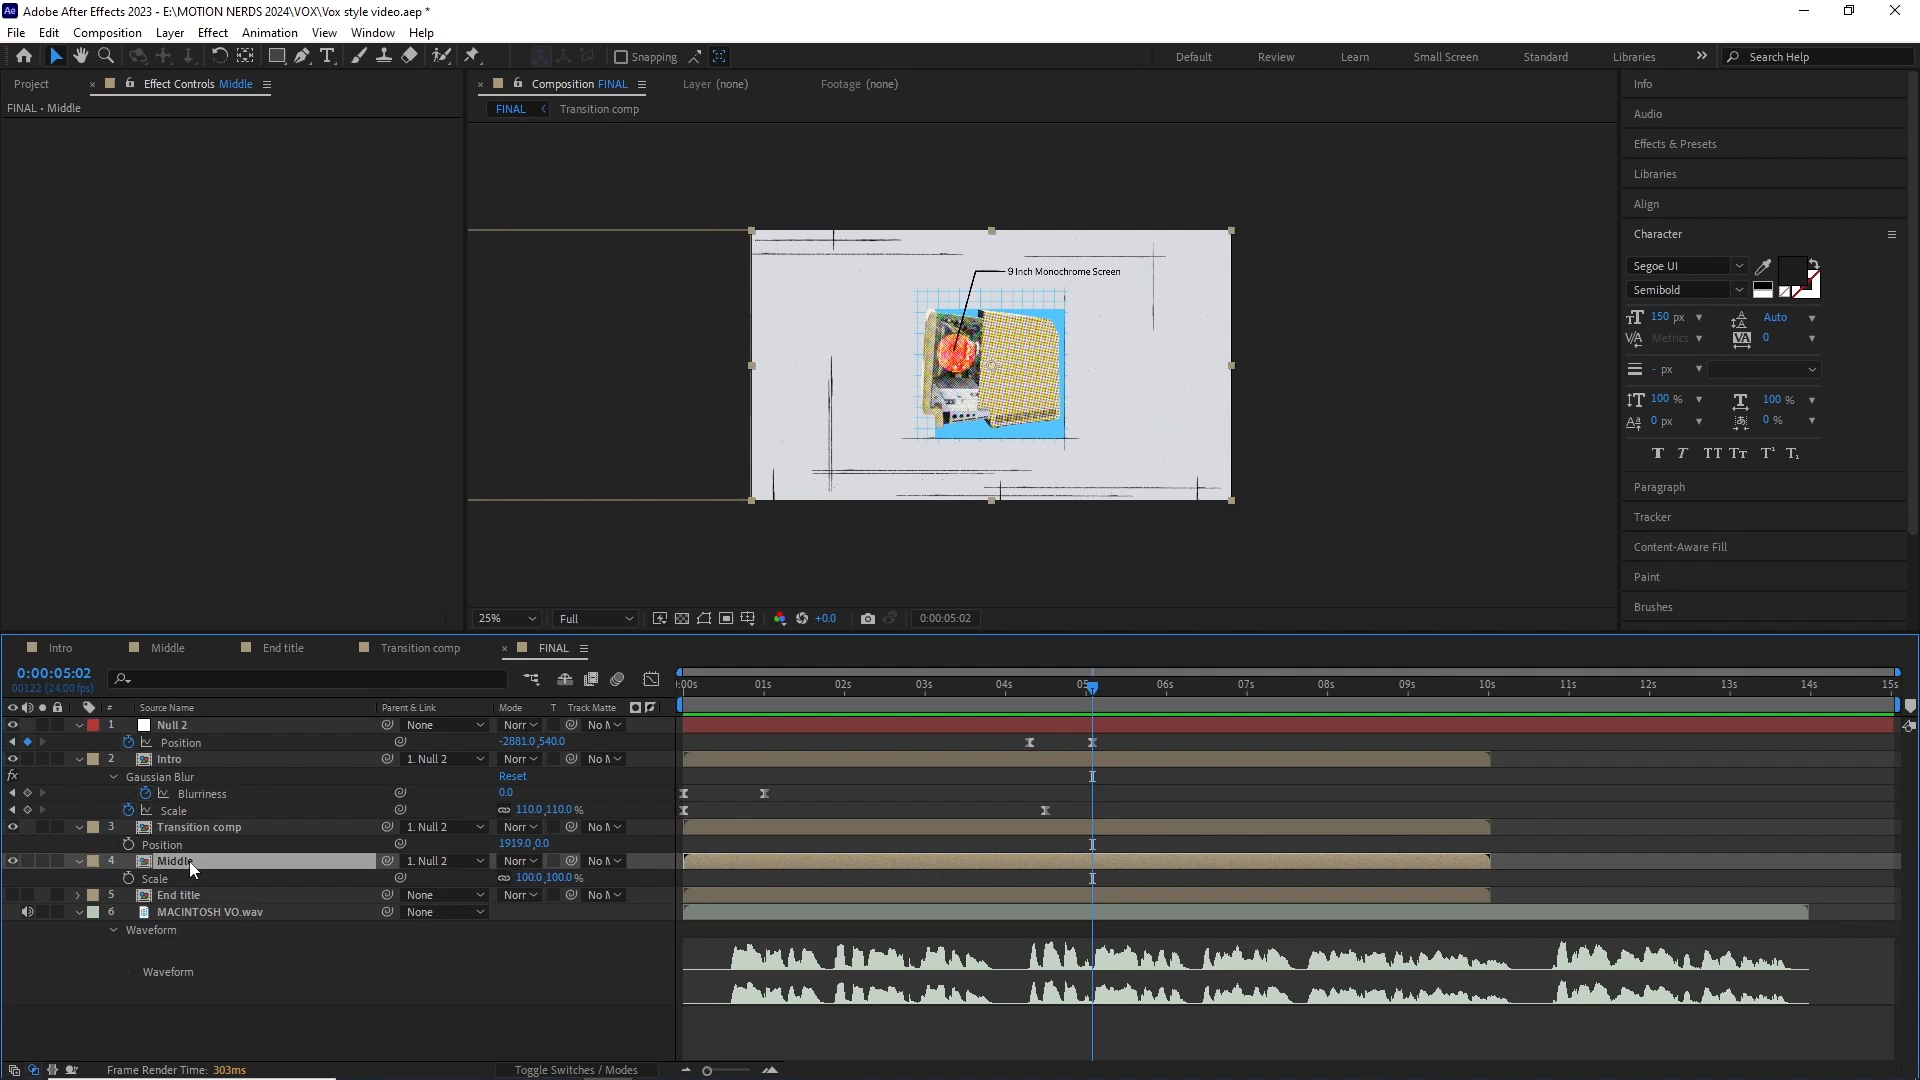 Adobe After Effects 2023 - E:\MOTION NERDS 2024\VOX\Vox style video.aep *
File Edit Composition Layer Effect Animation View Window Help
Snapping Default Review Learn Small Screen Standard Libraries Search Help
Project Effect Controls Middle Composition FINAL Layer (none) Footage (none)
FINAL • Middle
FINAL Transition comp
9 Inch Monochrome Screen
Info
Audio
Effects & Presets
Libraries
Align
Character
Segoe UI
Semibold
150 px Auto
Metrics 0
- px
100 % 100 %
0 px 0 %
Paragraph
Tracker
Content-Aware Fill
Paint
Brushes
25% Full +0.0 0:00:05:02
Intro Middle End title Transition comp FINAL
0:00:05:02
00122 (24.00 fps)
:00s 01s 02s 03s 04s 05s 06s 07s 08s 09s 10s 11s 12s 13s 14s 15s
# Source Name Parent & Link Mode T Track Matte
1 Null 2 None Norr No M
Position -2881.0,540.0
2 Intro 1. Null 2 Norr No M
fx Gaussian Blur Reset
Blurriness 0.0
Scale 110.0,110.0 %
3 Transition comp 1. Null 2 Norr No M
Position 1919.0,0.0
4 Middle 1. Null 2 Norr No M
Scale 100.0,100.0 %
5 End title None Norr No M
6 MACINTOSH VO.wav None
Waveform
Waveform
Frame Render Time: 303ms Toggle Switches / Modes